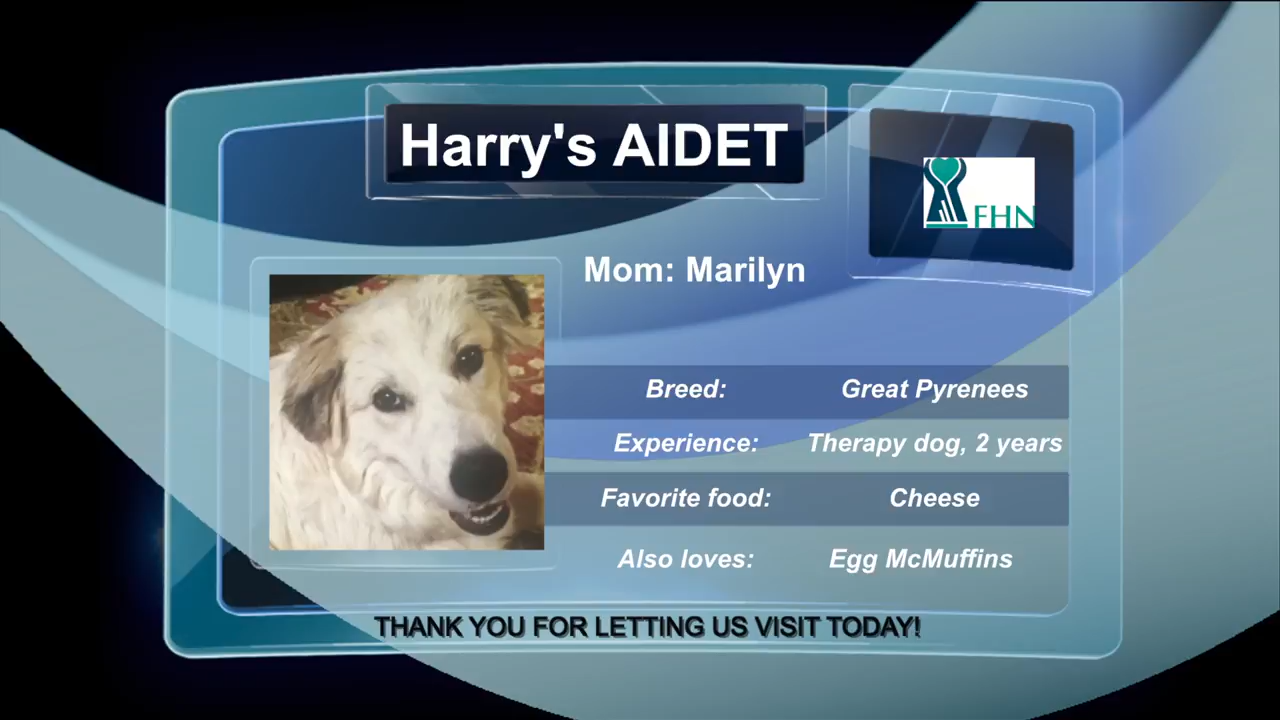 Harry's AIDET
FHN
Mom: Marilyn
Breed: Great Pyrenees
Experience: Therapy dog, 2 years
Favorite food: Cheese
Also loves: Egg McMuffins
THANK YOU FOR LETTING US VISIT TODAY!